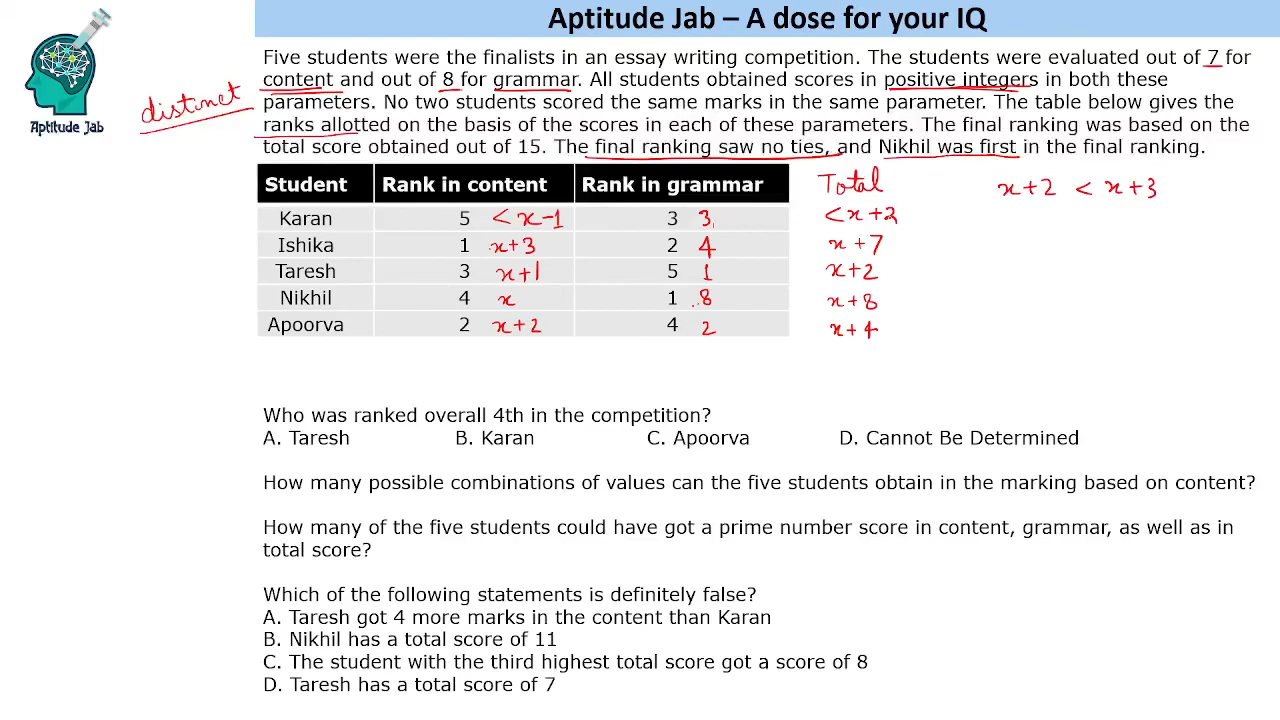 Aptitude Jab – A dose for your IQ
Aptitude Jab
distinct
Five students were the finalists in an essay writing competition. The students were evaluated out of 7 for
content and out of 8 for grammar. All students obtained scores in positive integers in both these
parameters. No two students scored the same marks in the same parameter. The table below gives the
ranks allotted on the basis of the scores in each of these parameters. The final ranking was based on the
total score obtained out of 15. The final ranking saw no ties, and Nikhil was first in the final ranking.
Student Rank in content Rank in grammar Total x+2 < x+3
Karan 5 < x-1 3 3 < x+2
Ishika 1 x+3 2 4 x+7
Taresh 3 x+1 5 1 x+2
Nikhil 4 x 1 8 x+8
Apoorva 2 x+2 4 2 x+4
Who was ranked overall 4th in the competition?
A. Taresh B. Karan C. Apoorva D. Cannot Be Determined
How many possible combinations of values can the five students obtain in the marking based on content?
How many of the five students could have got a prime number score in content, grammar, as well as in
total score?
Which of the following statements is definitely false?
A. Taresh got 4 more marks in the content than Karan
B. Nikhil has a total score of 11
C. The student with the third highest total score got a score of 8
D. Taresh has a total score of 7